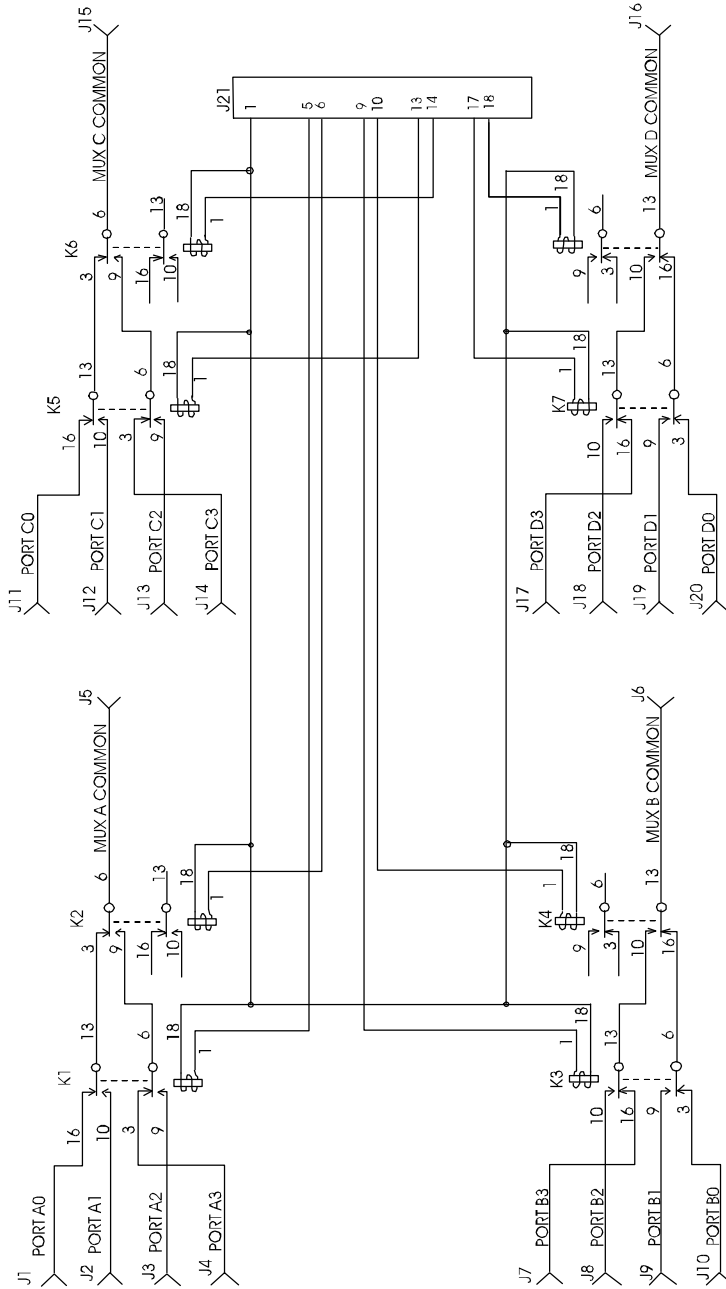 J15
MUX C COMMON
6
K6
3
9
13
16
10
18
1
13
K5
6
16
10
3
9
18
1
J11
PORT C0
J12
PORT C1
J13
PORT C2
J14
PORT C3
J21
1
5
6
9
10
13
14
17
18
J16
MUX D COMMON
13
18
1
6
9
3
10
16
18
1
13
K7
6
10
16
9
3
J17
PORT D3
J18
PORT D2
J19
PORT D1
J20
PORT D0
J5
MUX A COMMON
6
K2
3
9
13
16
10
18
1
13
K1
6
16
10
3
9
18
1
J1
PORT A0
J2
PORT A1
J3
PORT A2
J4
PORT A3
J6
MUX B COMMON
13
18
1
K4
6
9
3
10
16
18
1
K3
13
6
10
16
9
3
J7
PORT B3
J8
PORT B2
J9
PORT B1
J10
PORT B0